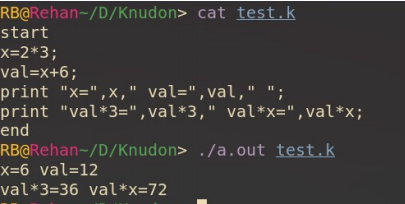 RB@Rehan~/D/Knudon> cat test.k
start
x=2*3;
val=x+6;
print "x=",x," val=",val," ";
print "val*3=",val*3," val*x=",val*x;
end
RB@Rehan~/D/Knudon> ./a.out test.k
x=6 val=12
val*3=36 val*x=72